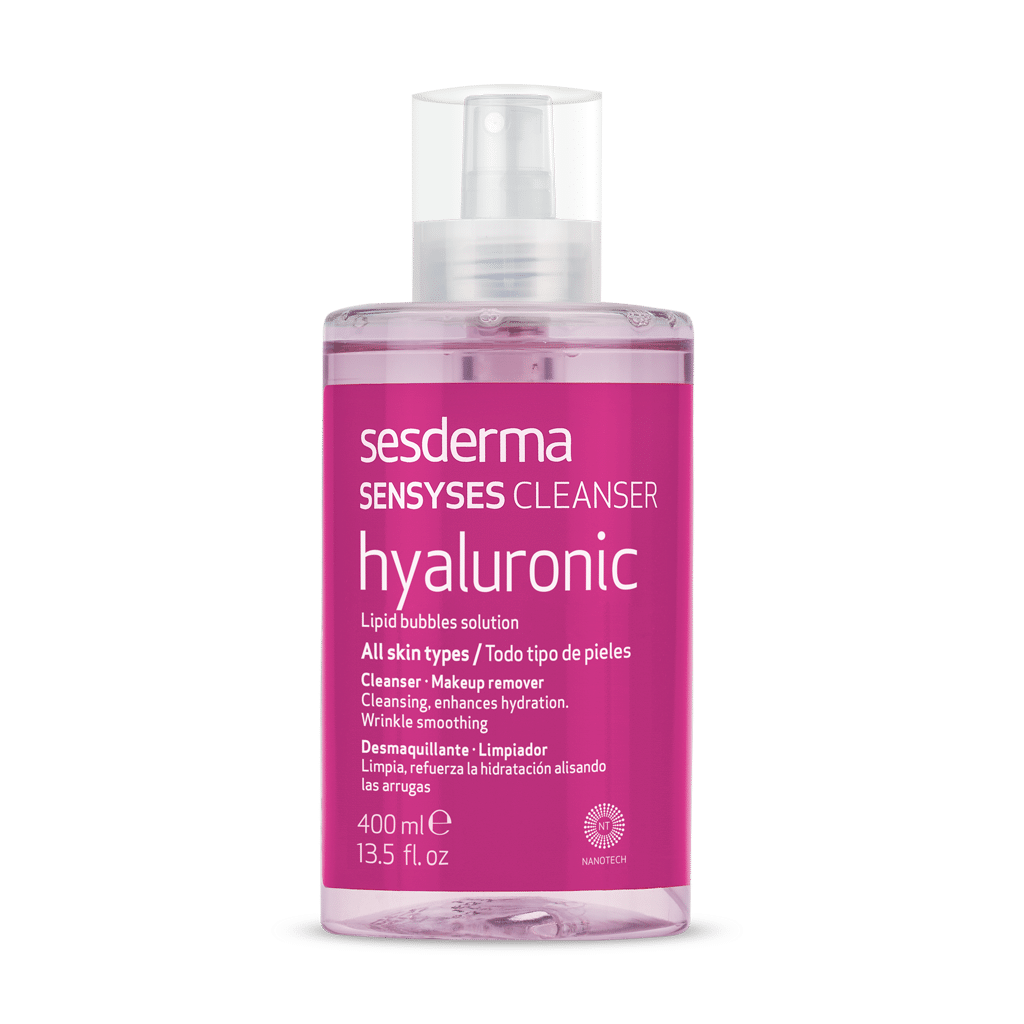 sesderma
SENSYSES CLEANSER
hyaluronic
Lipid bubbles solution
All skin types / Todo tipo de pieles
Cleanser · Makeup remover
Cleansing, enhances hydration.
Wrinkle smoothing
Desmaquillante · Limpiador
Limpia, refuerza la hidratación alisando
las arrugas
400 ml ℮
13.5 fl. oz
NT
NANOTECH